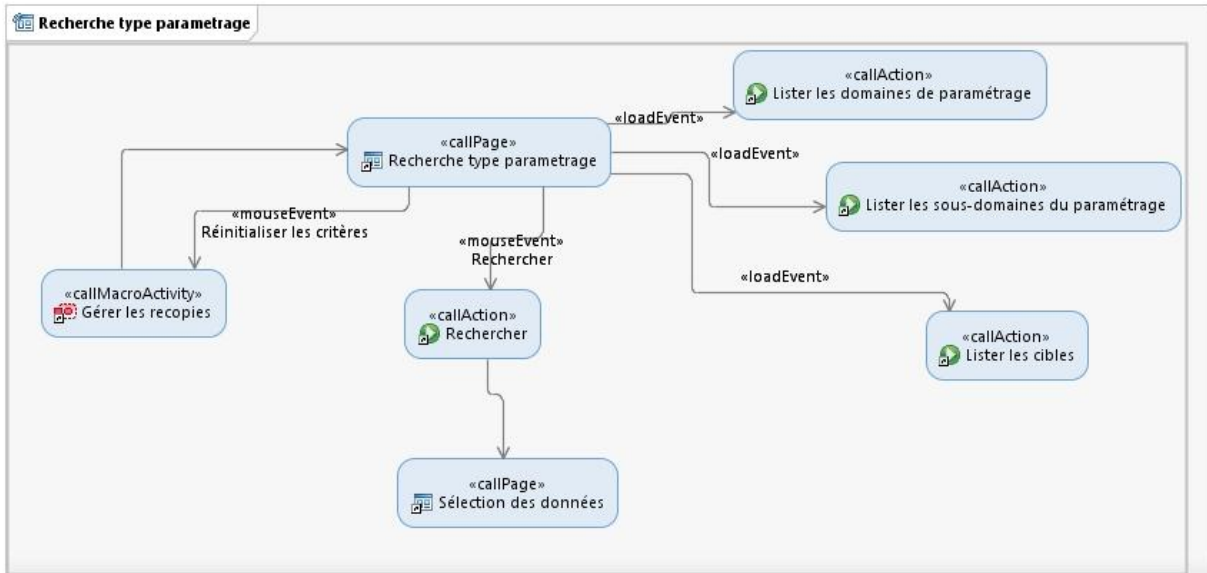 Recherche type parametrage
«callAction»
Lister les domaines de paramétrage
«loadEvent»
«callPage»
Recherche type parametrage
«loadEvent»
«callAction»
Lister les sous-domaines du paramétrage
«mouseEvent»
Réinitialiser les critères
«mouseEvent»
Rechercher
«loadEvent»
«callMacroActivity»
Gérer les recopies
«callAction»
Rechercher
«callAction»
Lister les cibles
«callPage»
Sélection des données